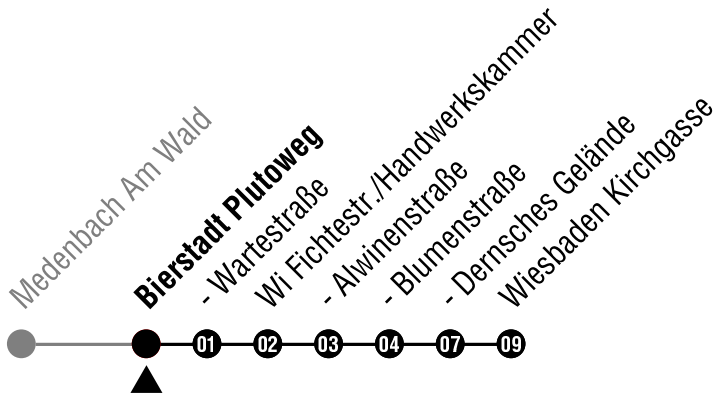 Medenbach Am Wald
Bierstadt Plutoweg
- Wartestraße
Wi Fichtestr./Handwerkskammer
- Alwinenstraße
- Blumenstraße
- Dernsches Gelände
Wiesbaden Kirchgasse
01 02 03 04 07 09